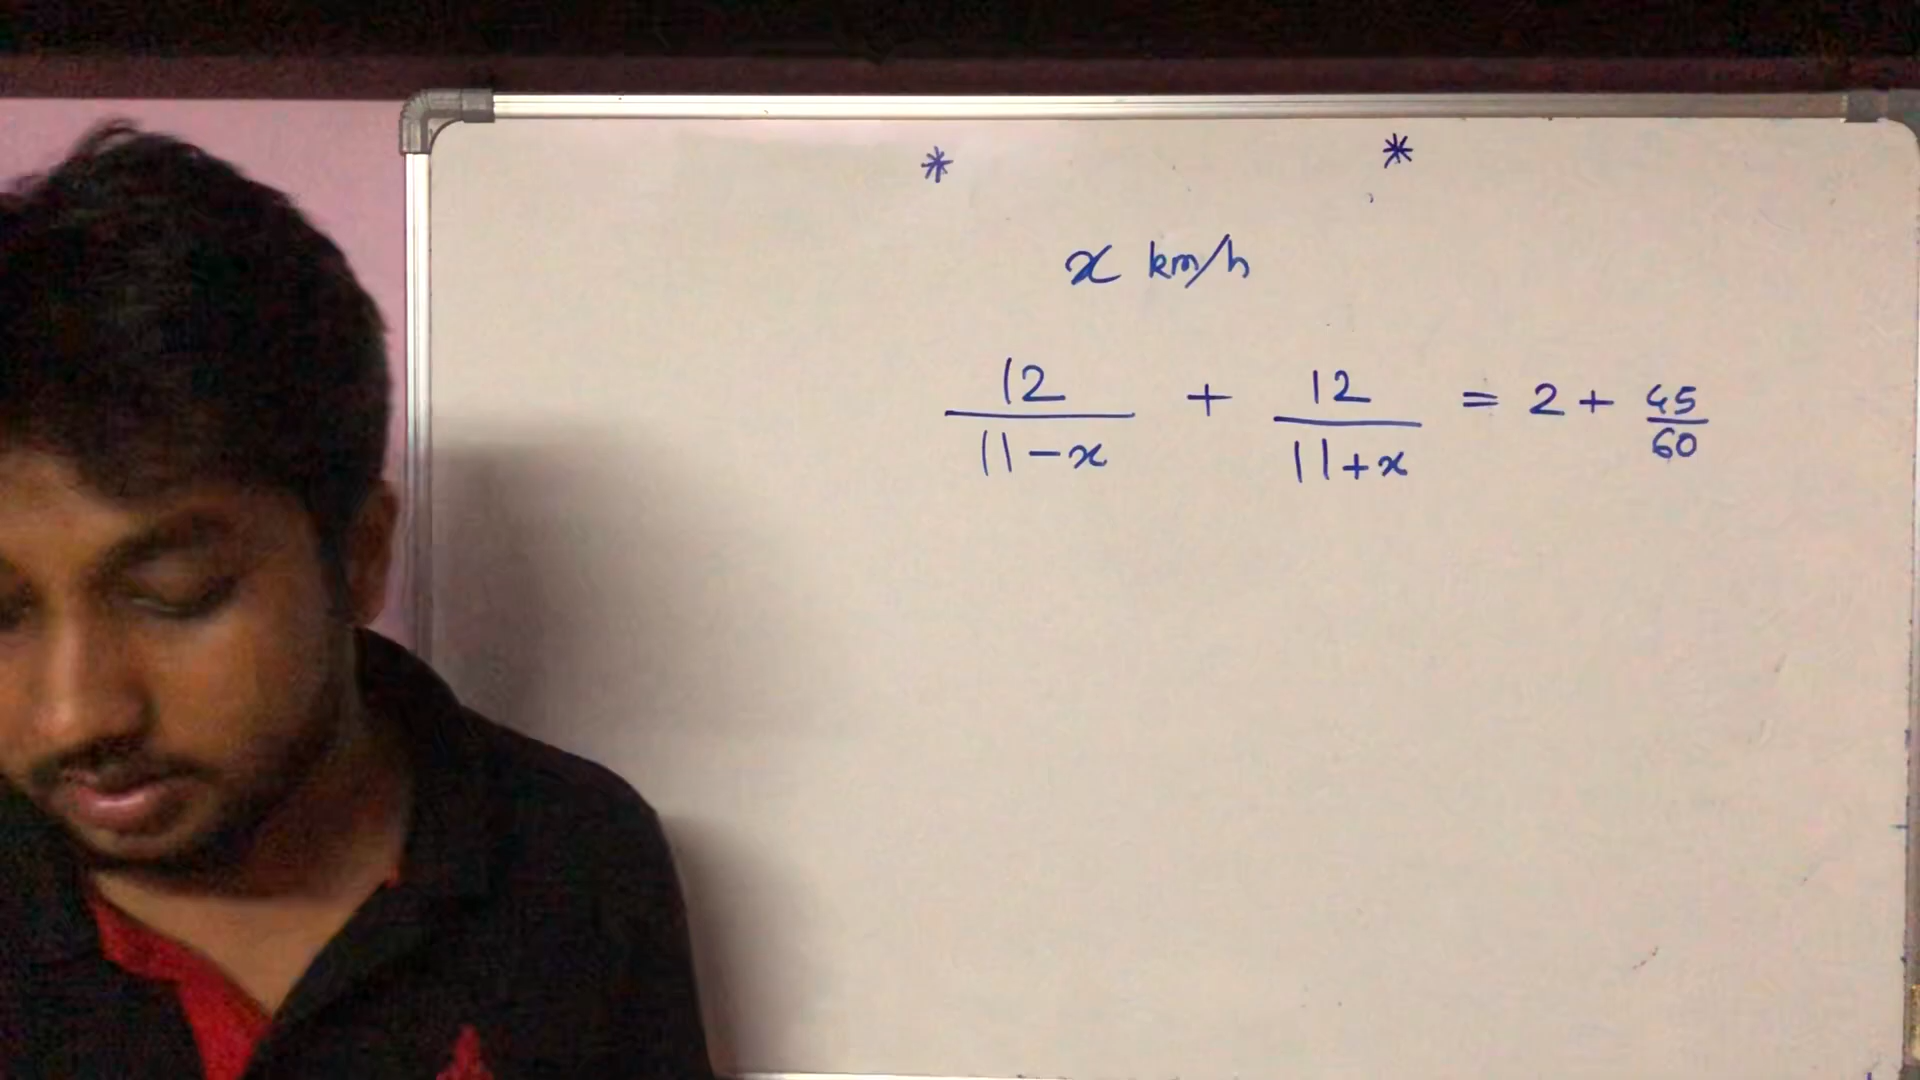 * *
x km/h
12/(11-x) + 12/(11+x) = 2 + 45/60